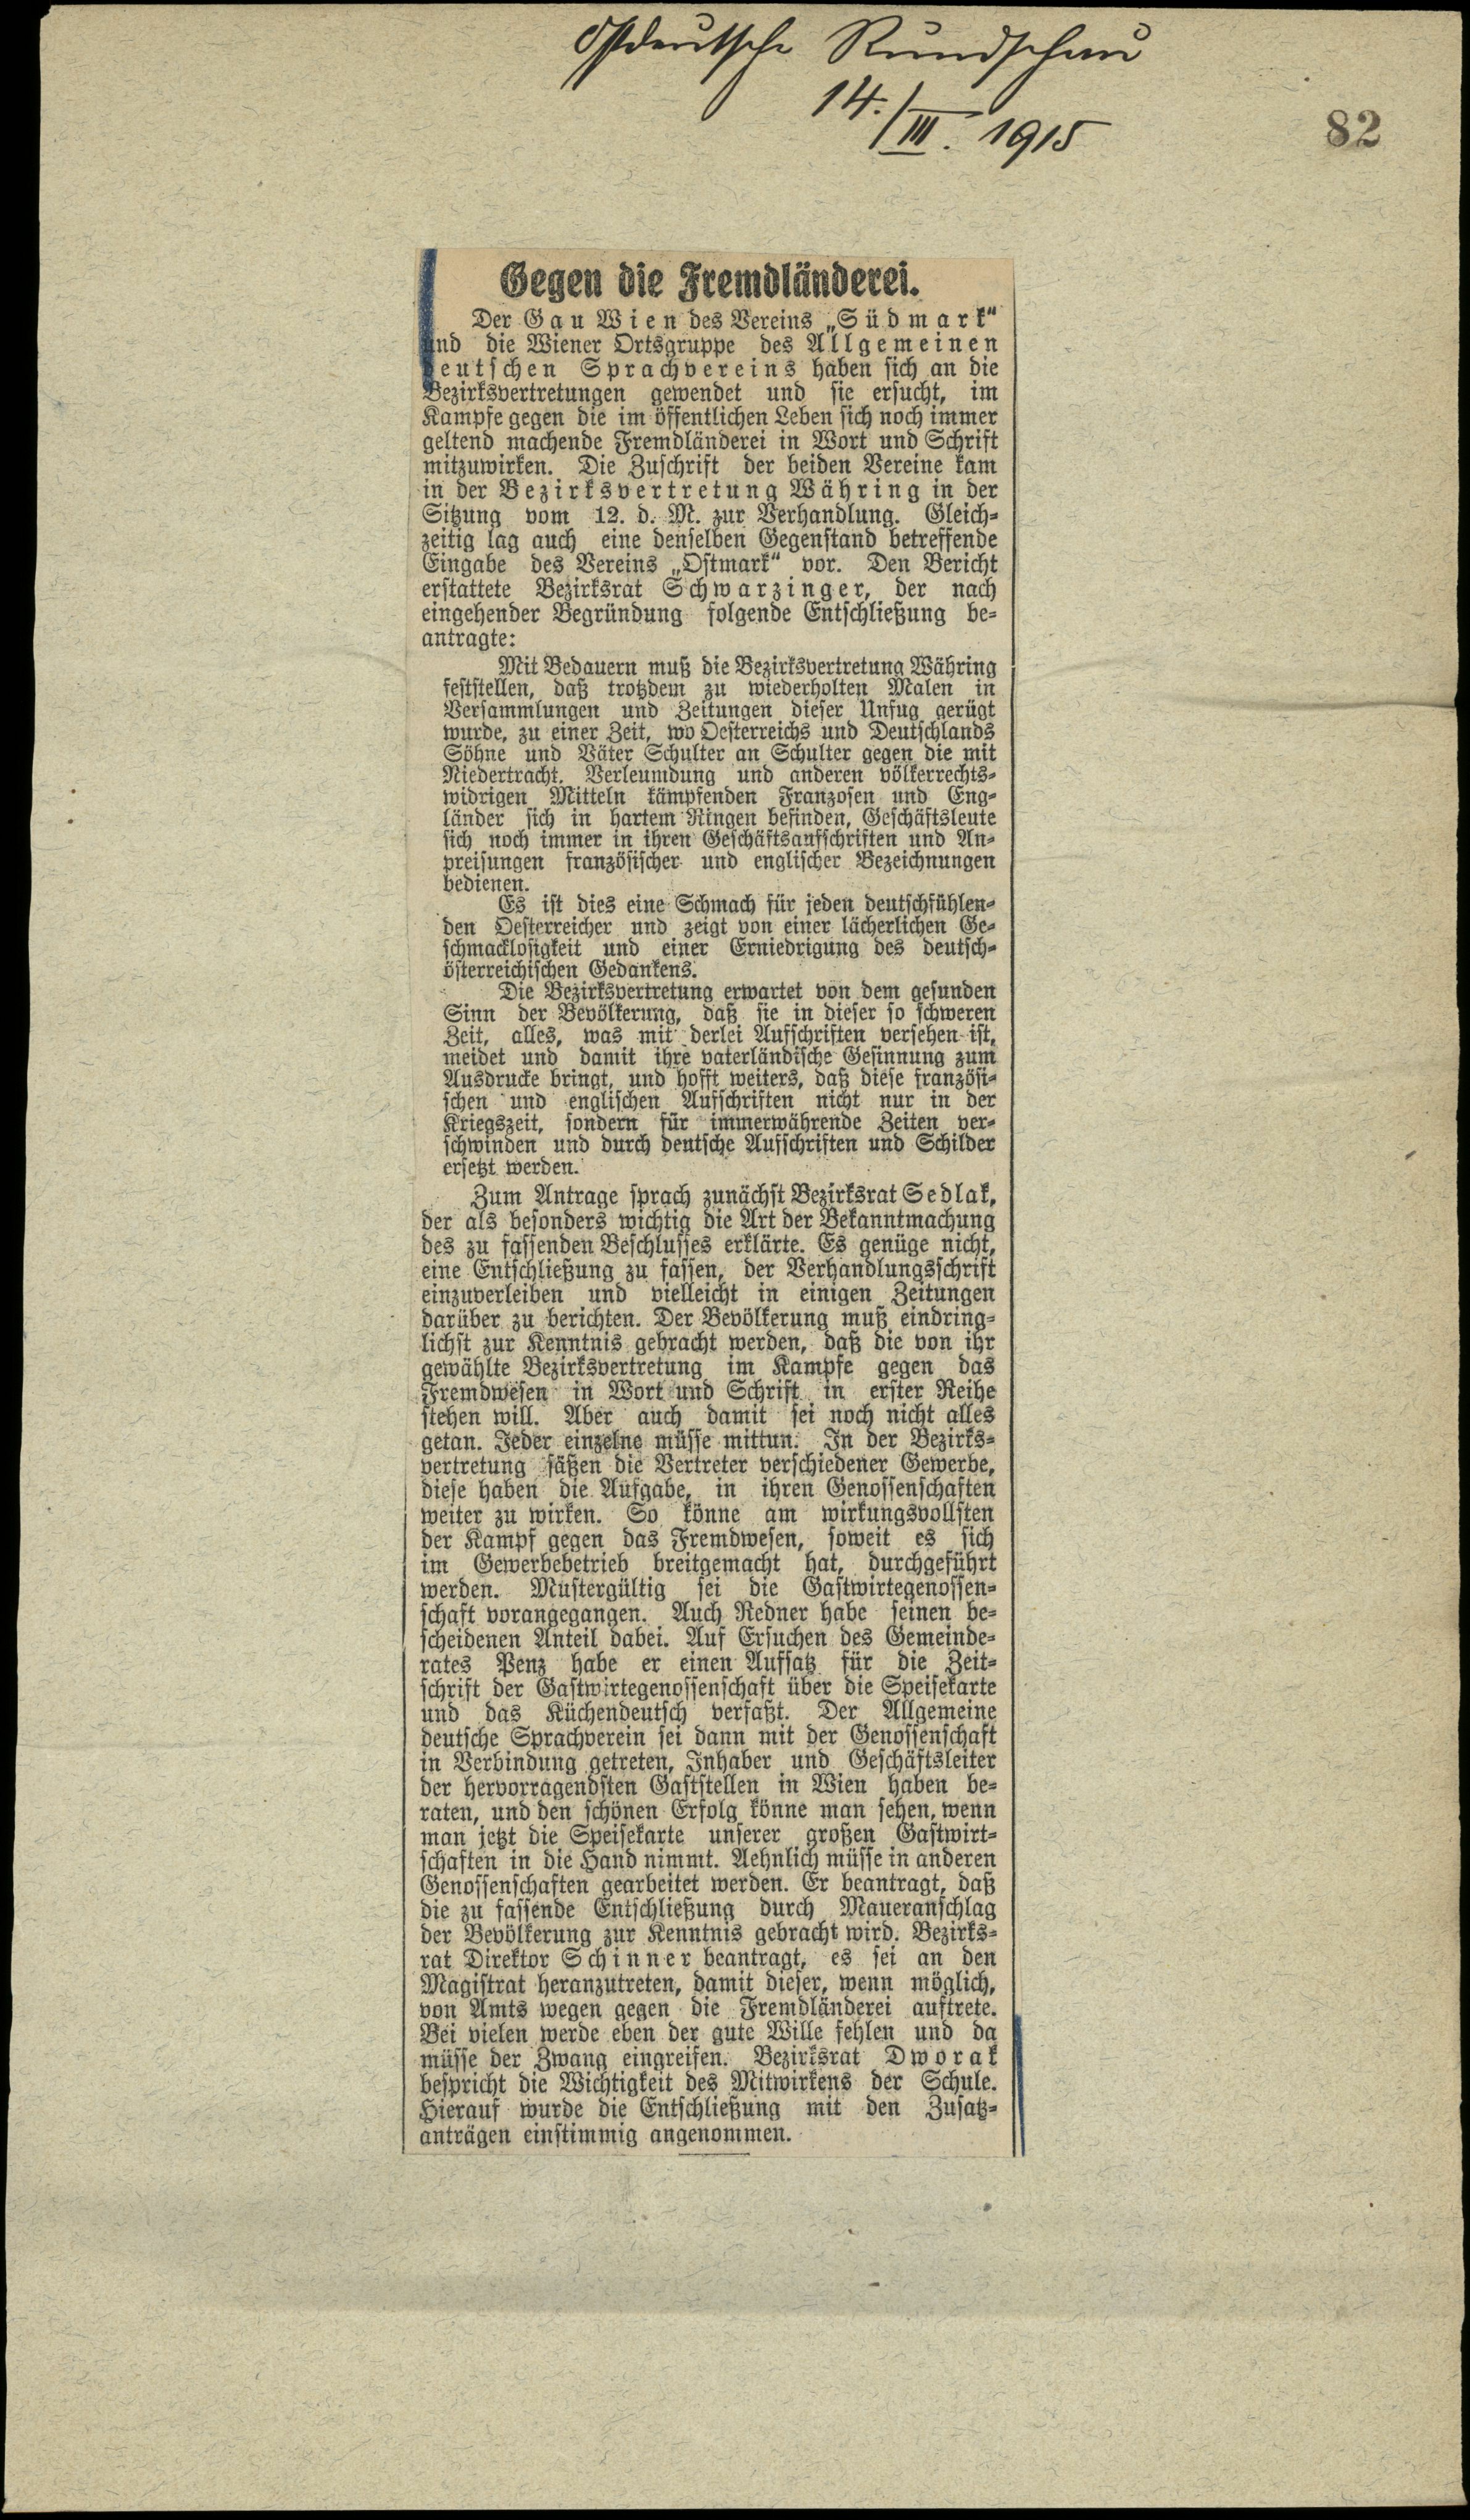 Ostdeutsche Rundschau
14./III. 1915
82
Gegen die Fremdländerei.
Der Gau Wien des Vereins „Südmark“
und die Wiener Ortsgruppe des Allgemeinen
deutschen Sprachvereins haben sich an die
Bezirksvertretungen gewendet und sie ersucht, im
Kampfe gegen die im öffentlichen Leben sich noch immer
geltend machende Fremdländerei in Wort und Schrift
mitzuwirken. Die Zuschrift der beiden Vereine kam
in der Bezirksvertretung Währing in der
Sitzung vom 12. d. M. zur Verhandlung. Gleich-
zeitig lag auch eine denselben Gegenstand betreffende
Eingabe des Vereins „Ostmark“ vor. Den Bericht
erstattete Bezirksrat Schwarzinger, der nach
eingehender Begründung folgende Entschließung be-
antragte:
Mit Bedauern muß die Bezirksvertretung Währing
feststellen, daß trotzdem zu wiederholten Malen in
Versammlungen und Zeitungen dieser Unfug gerügt
wurde, zu einer Zeit, wo Oesterreichs und Deutschlands
Söhne und Väter Schulter an Schulter gegen die mit
Niedertracht, Verleumdung und anderen völkerrechts-
widrigen Mitteln kämpfenden Franzosen und Eng-
länder sich in hartem Ringen befinden, Geschäftsleute
sich noch immer in ihren Geschäftsaufschriften und An-
preisungen französischer und englischer Bezeichnungen
bedienen.
Es ist dies eine Schmach für jeden deutschfühlen-
den Oesterreicher und zeigt von einer lächerlichen Ge-
schmacklosigkeit und einer Erniedrigung des deutsch-
österreichischen Gedankens.
Die Bezirksvertretung erwartet von dem gesunden
Sinn der Bevölkerung, daß sie in dieser so schweren
Zeit, alles, was mit derlei Aufschriften versehen ist,
meidet und damit ihre vaterländische Gesinnung zum
Ausdrucke bringt, und hofft weiters, daß diese französi-
schen und englischen Aufschriften nicht nur in der
Kriegszeit, sondern für immerwährende Zeiten ver-
schwinden und durch deutsche Aufschriften und Schilder
ersetzt werden.
Zum Antrage sprach zunächst Bezirksrat Sedlak,
der als besonders wichtig die Art der Bekanntmachung
des zu fassenden Beschlusses erklärte. Es genüge nicht,
eine Entschließung zu fassen, der Verhandlungsschrift
einzuverleiben und vielleicht in einigen Zeitungen
darüber zu berichten. Der Bevölkerung muß eindring-
lichst zur Kenntnis gebracht werden, daß die von ihr
gewählte Bezirksvertretung im Kampfe gegen das
Fremdwesen in Wort und Schrift in erster Reihe
stehen will. Aber auch damit sei noch nicht alles
getan. Jeder einzelne müsse mittun. In der Bezirks-
vertretung säßen die Vertreter verschiedener Gewerbe,
diese haben die Aufgabe, in ihren Genossenschaften
weiter zu wirken. So könne am wirkungsvollsten
der Kampf gegen das Fremdwesen, soweit es sich
im Gewerbebetrieb breitgemacht hat, durchgeführt
werden. Mustergültig sei die Gastwirtegenossen-
schaft vorangegangen. Auch Redner habe seinen be-
scheidenen Anteil dabei. Auf Ersuchen des Gemeinde-
rates Penz habe er einen Aufsatz für die Zeit-
schrift der Gastwirtegenossenschaft über die Speisekarte
und das Küchendeutsch verfaßt. Der Allgemeine
deutsche Sprachverein sei dann mit der Genossenschaft
in Verbindung getreten, Inhaber und Geschäftsleiter
der hervorragendsten Gaststellen in Wien haben be-
raten, und den schönen Erfolg könne man sehen, wenn
man jetzt die Speisekarte unserer großen Gastwirt-
schaften in die Hand nimmt. Aehnlich müsse in anderen
Genossenschaften gearbeitet werden. Er beantragt, daß
die zu fassende Entschließung durch Maueranschlag
der Bevölkerung zur Kenntnis gebracht wird. Bezirks-
rat Direktor Schinner beantragt, es sei an den
Magistrat heranzutreten, damit dieser, wenn möglich,
von Amts wegen gegen die Fremdländerei auftrete.
Bei vielen werde eben der gute Wille fehlen und da
müsse der Zwang eingreifen. Bezirksrat Dworak
bespricht die Wichtigkeit des Mitwirkens der Schule.
Hierauf wurde die Entschließung mit den Zusatz-
anträgen einstimmig angenommen.